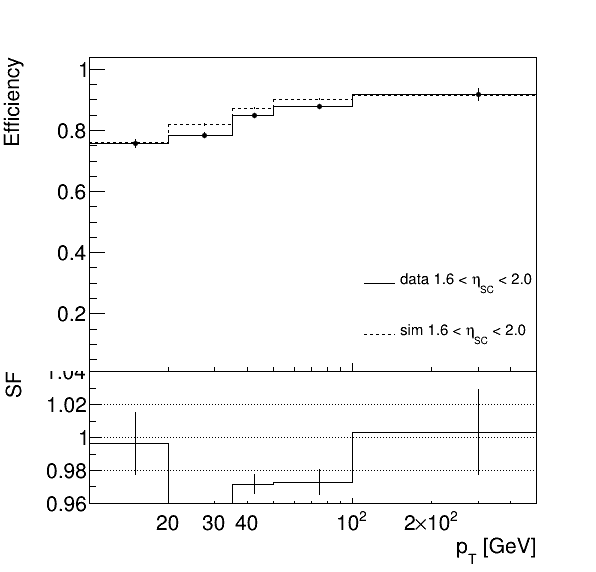 Efficiency
1
0.8
0.6
0.4
0.2
data 1.6 < η_SC < 2.0
sim 1.6 < η_SC < 2.0
SF
1.04
1.02
1
0.98
0.96
20 30 40 10² 2×10²
p_T [GeV]